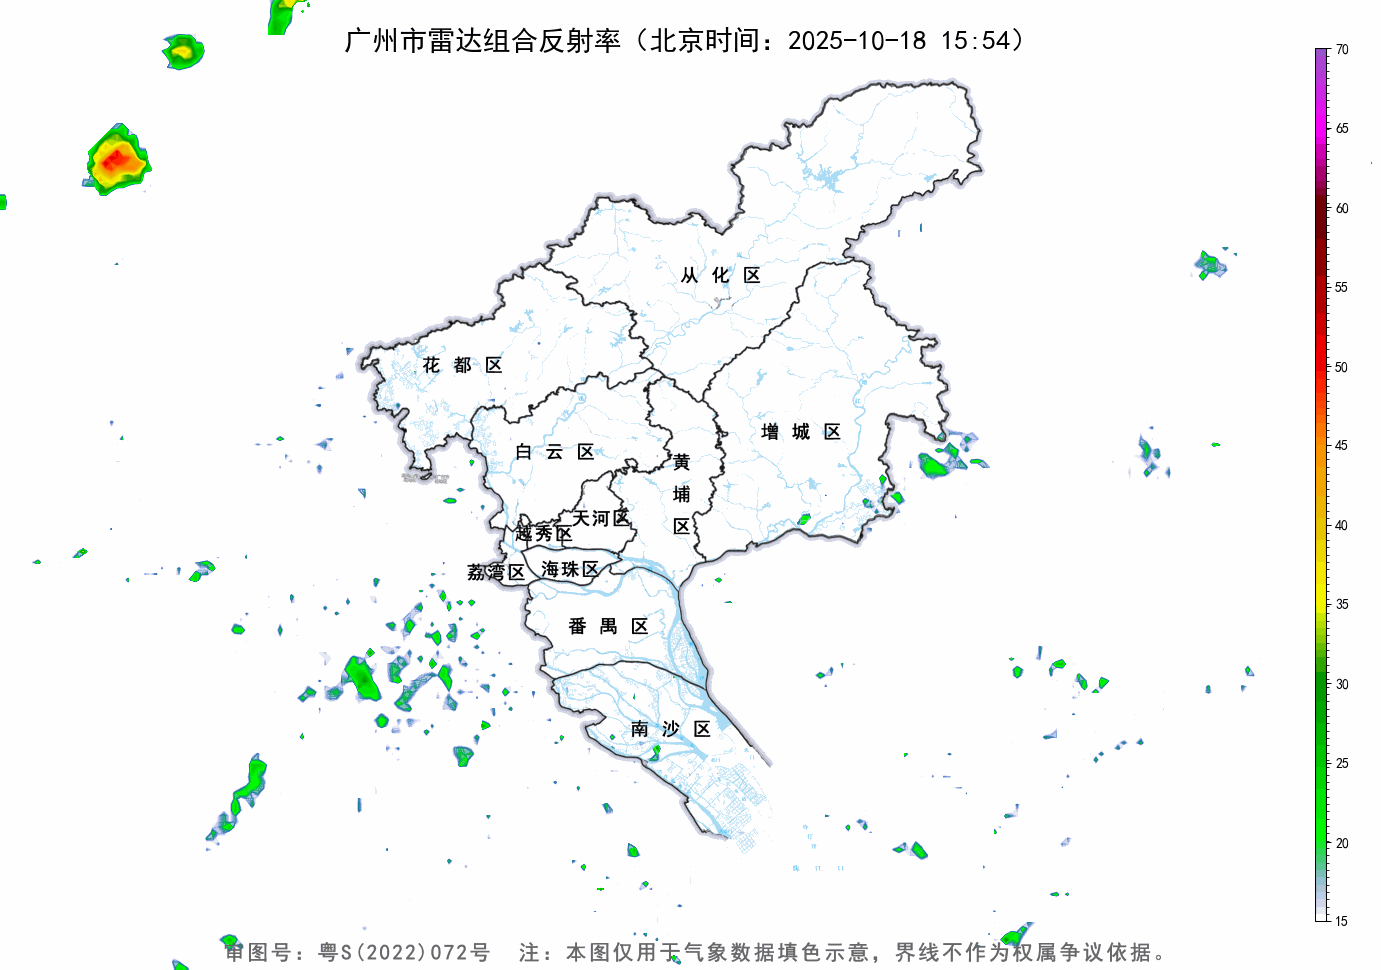 广州市雷达组合反射率（北京时间：2025-10-18 15:54）
70
65
60
55
50
45
40
35
30
25
20
15
从化区
花都区
增城区
白云区
黄埔区
天河区
越秀区
海珠区
荔湾区
番禺区
南沙区
审图号：粤S(2022)072号 注：本图仅用于气象数据填色示意，界线不作为权属争议依据。